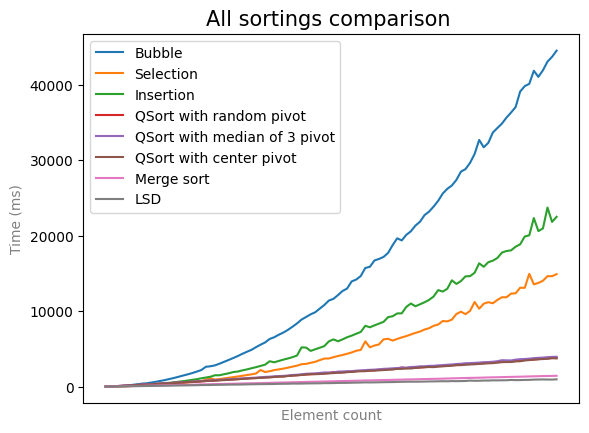 All sortings comparison
Bubble
Selection
Insertion
QSort with random pivot
QSort with median of 3 pivot
QSort with center pivot
Merge sort
LSD
40000
30000
20000
10000
0
Time (ms)
Element count